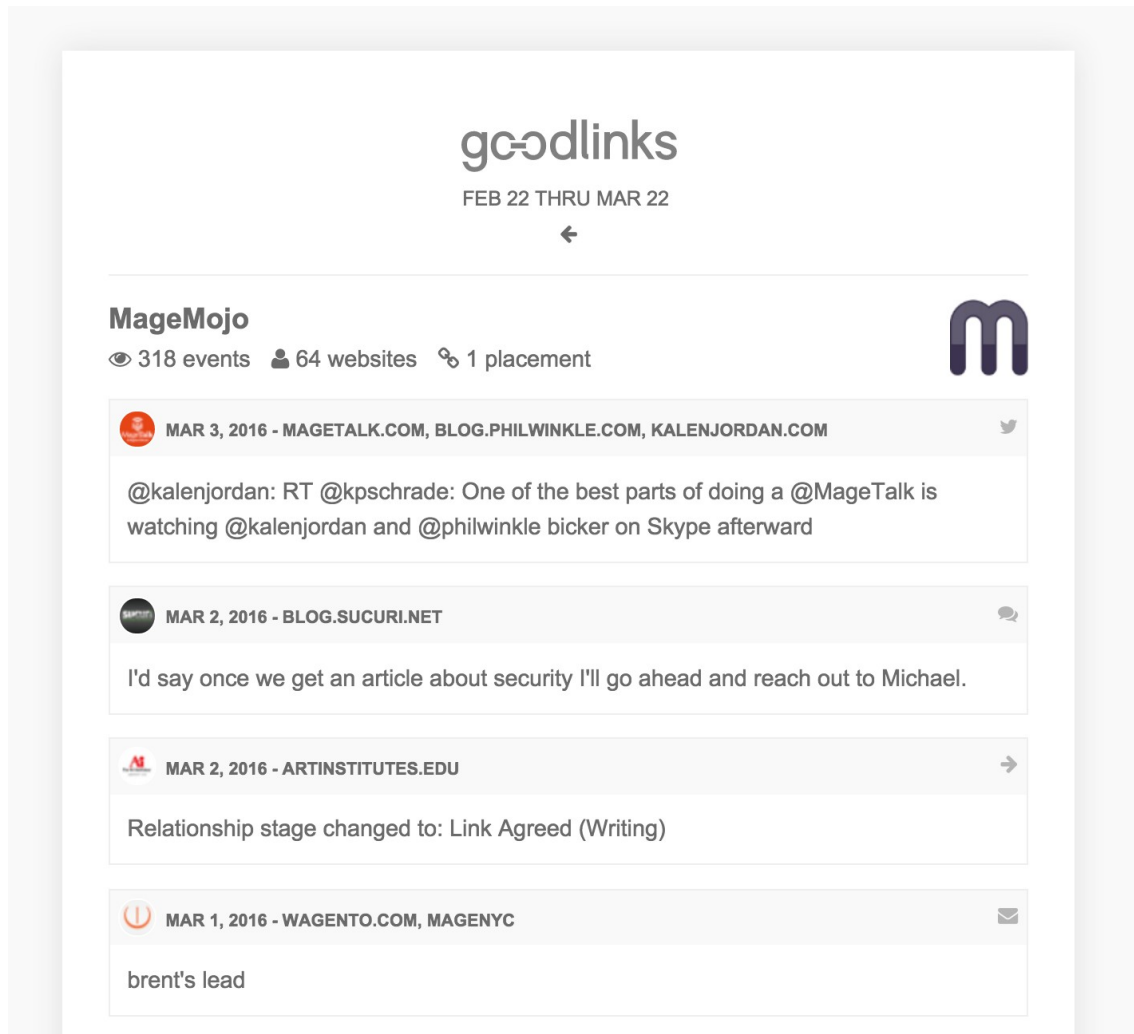 goodlinks
FEB 22 THRU MAR 22
MageMojo
318 events 64 websites 1 placement
MAR 3, 2016 - MAGETALK.COM, BLOG.PHILWINKLE.COM, KALENJORDAN.COM
@kalenjordan: RT @kpschrade: One of the best parts of doing a @MageTalk is
watching @kalenjordan and @philwinkle bicker on Skype afterward
MAR 2, 2016 - BLOG.SUCURI.NET
I'd say once we get an article about security I'll go ahead and reach out to Michael.
MAR 2, 2016 - ARTINSTITUTES.EDU
Relationship stage changed to: Link Agreed (Writing)
MAR 1, 2016 - WAGENTO.COM, MAGENYC
brent's lead